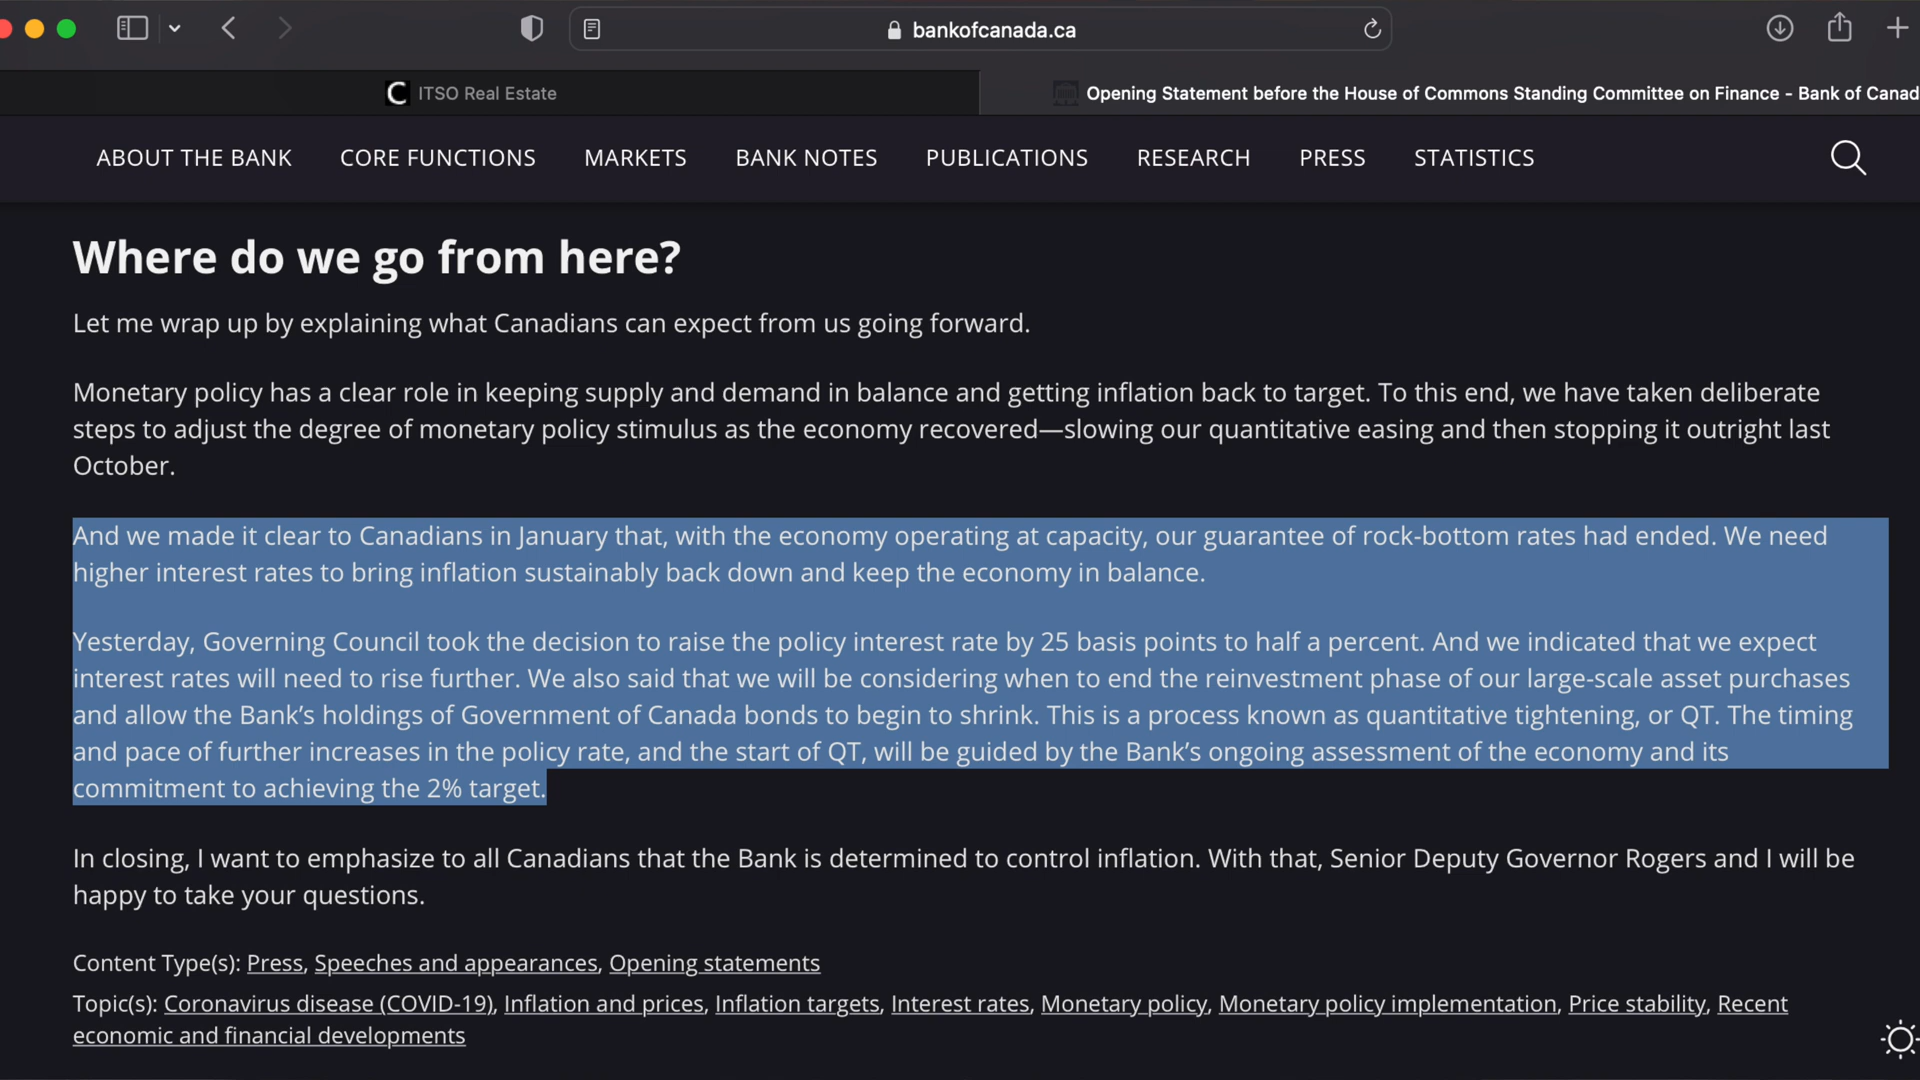 bankofcanada.ca
ITSO Real Estate
Opening Statement before the House of Commons Standing Committee on Finance - Bank of Canad
ABOUT THE BANK CORE FUNCTIONS MARKETS BANK NOTES PUBLICATIONS RESEARCH PRESS STATISTICS
Where do we go from here?
Let me wrap up by explaining what Canadians can expect from us going forward.
Monetary policy has a clear role in keeping supply and demand in balance and getting inflation back to target. To this end, we have taken deliberate
steps to adjust the degree of monetary policy stimulus as the economy recovered—slowing our quantitative easing and then stopping it outright last
October.
And we made it clear to Canadians in January that, with the economy operating at capacity, our guarantee of rock-bottom rates had ended. We need
higher interest rates to bring inflation sustainably back down and keep the economy in balance.
Yesterday, Governing Council took the decision to raise the policy interest rate by 25 basis points to half a percent. And we indicated that we expect
interest rates will need to rise further. We also said that we will be considering when to end the reinvestment phase of our large-scale asset purchases
and allow the Bank’s holdings of Government of Canada bonds to begin to shrink. This is a process known as quantitative tightening, or QT. The timing
and pace of further increases in the policy rate, and the start of QT, will be guided by the Bank’s ongoing assessment of the economy and its
commitment to achieving the 2% target.
In closing, I want to emphasize to all Canadians that the Bank is determined to control inflation. With that, Senior Deputy Governor Rogers and I will be
happy to take your questions.
Content Type(s): Press, Speeches and appearances, Opening statements
Topic(s): Coronavirus disease (COVID-19), Inflation and prices, Inflation targets, Interest rates, Monetary policy, Monetary policy implementation, Price stability, Recent
economic and financial developments